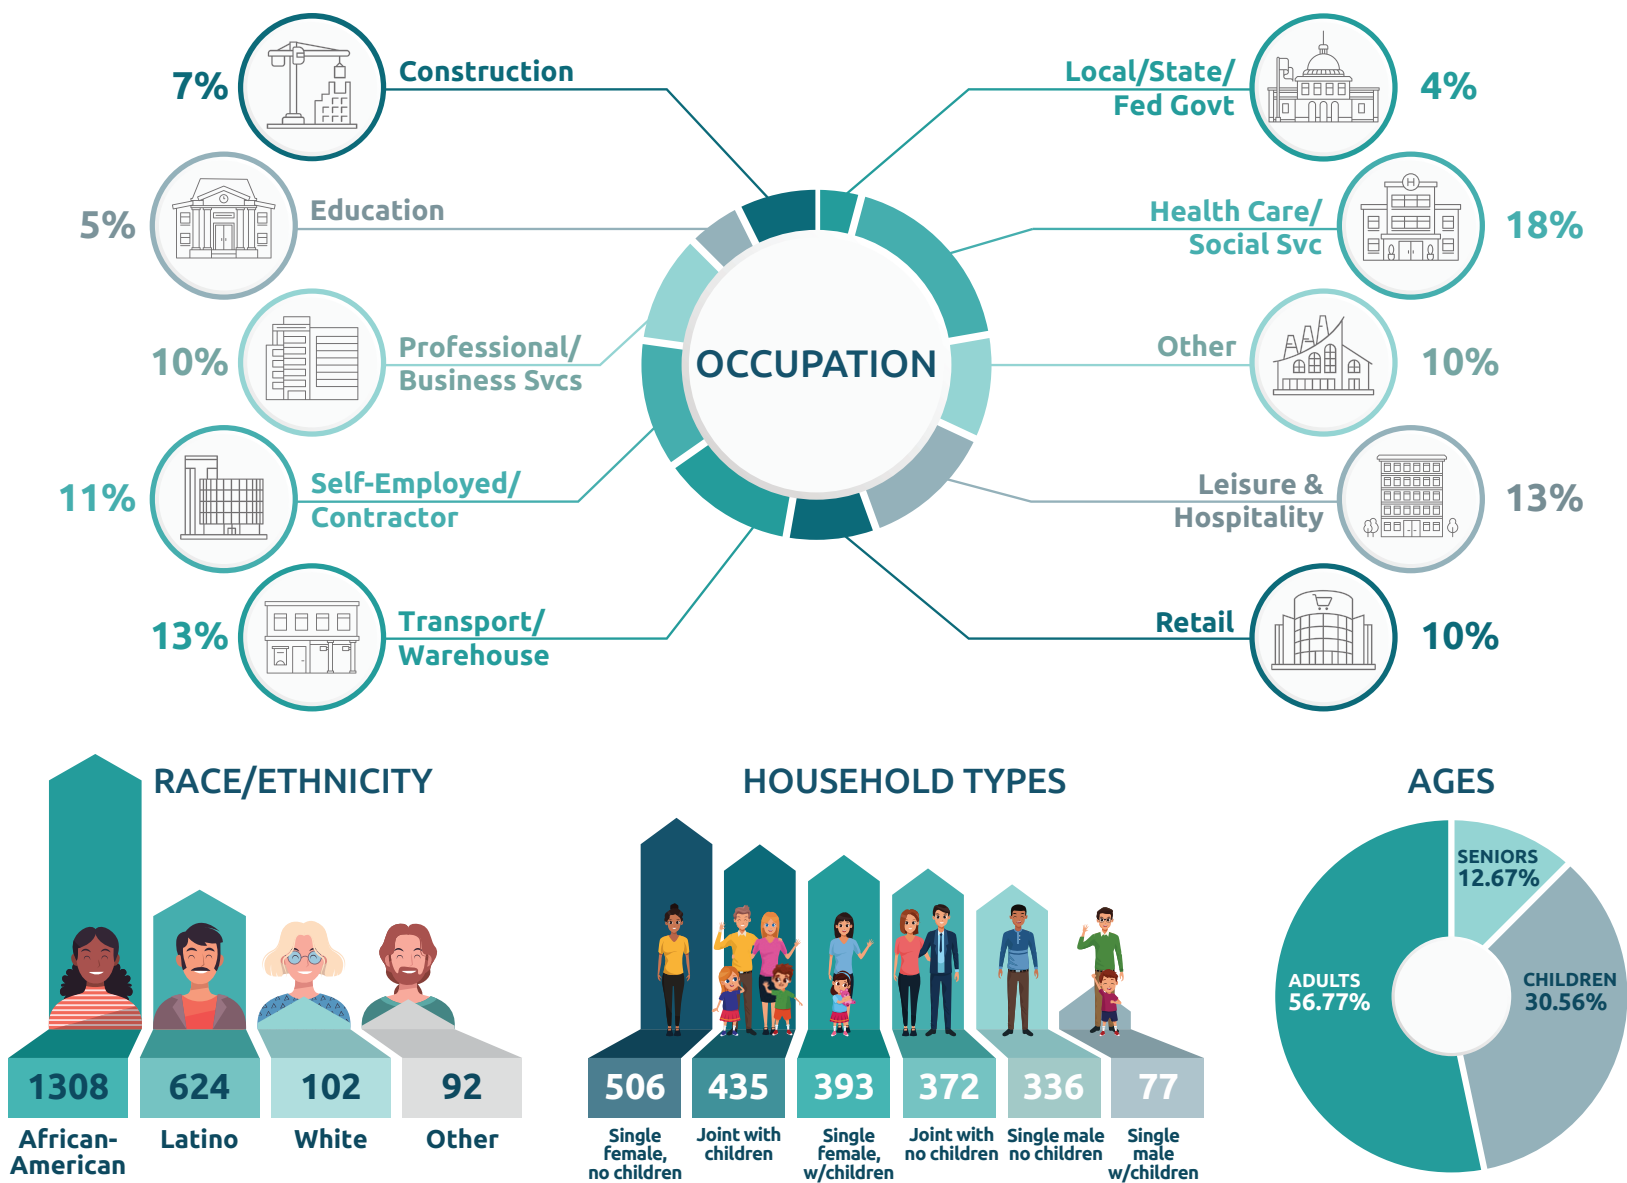 7%
Construction
5%
Education
10%
Professional/
Business Svcs
11%
Self-Employed/
Contractor
13%
Transport/
Warehouse
OCCUPATION
Local/State/
Fed Govt
4%
Health Care/
Social Svc
18%
H
Other
10%
Leisure &
Hospitality
13%
Retail
10%
RACE/ETHNICITY
1308
624
102
92
African-
American
Latino
White
Other
HOUSEHOLD TYPES
506
435
393
372
336
77
Single
female,
no children
Joint with
children
Single
female,
w/children
Joint with
no children
Single male
no children
Single
male
w/children
AGES
SENIORS
12.67%
ADULTS
56.77%
CHILDREN
30.56%